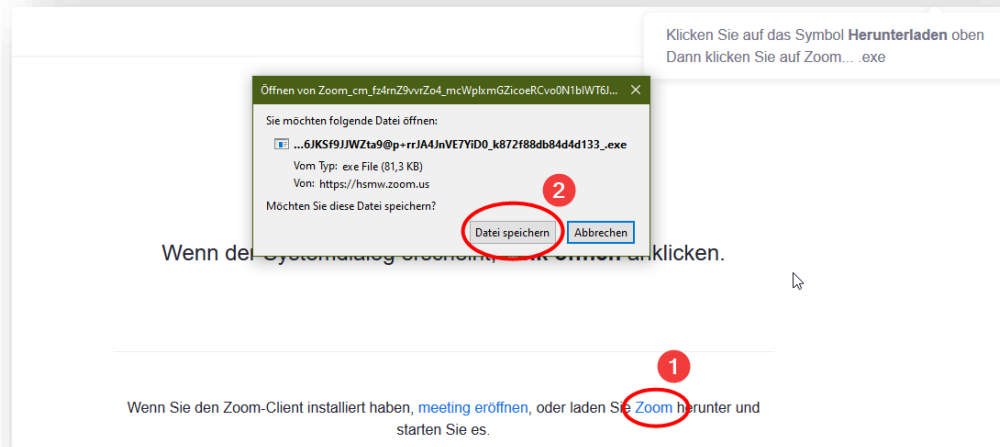 Klicken Sie auf das Symbol Herunterladen oben
Dann klicken Sie auf Zoom... .exe
Öffnen von Zoom_cm_fz4rnZ9vvrZo4_mcWplxmGZicoeRCvo0N1blWT6J...
Sie möchten folgende Datei öffnen:
...6JKSf9JJWZta9@p+rrJA4JnVE7YiD0_k872f88db84d4d133_.exe
Vom Typ: exe File (81,3 KB)
Von: https://hsmw.zoom.us
Möchten Sie diese Datei speichern?
2
Datei speichern Abbrechen
Wenn der Systemdialog erscheint, anklicken.
1
Wenn Sie den Zoom-Client installiert haben, meeting eröffnen, oder laden Sie Zoom herunter und
starten Sie es.